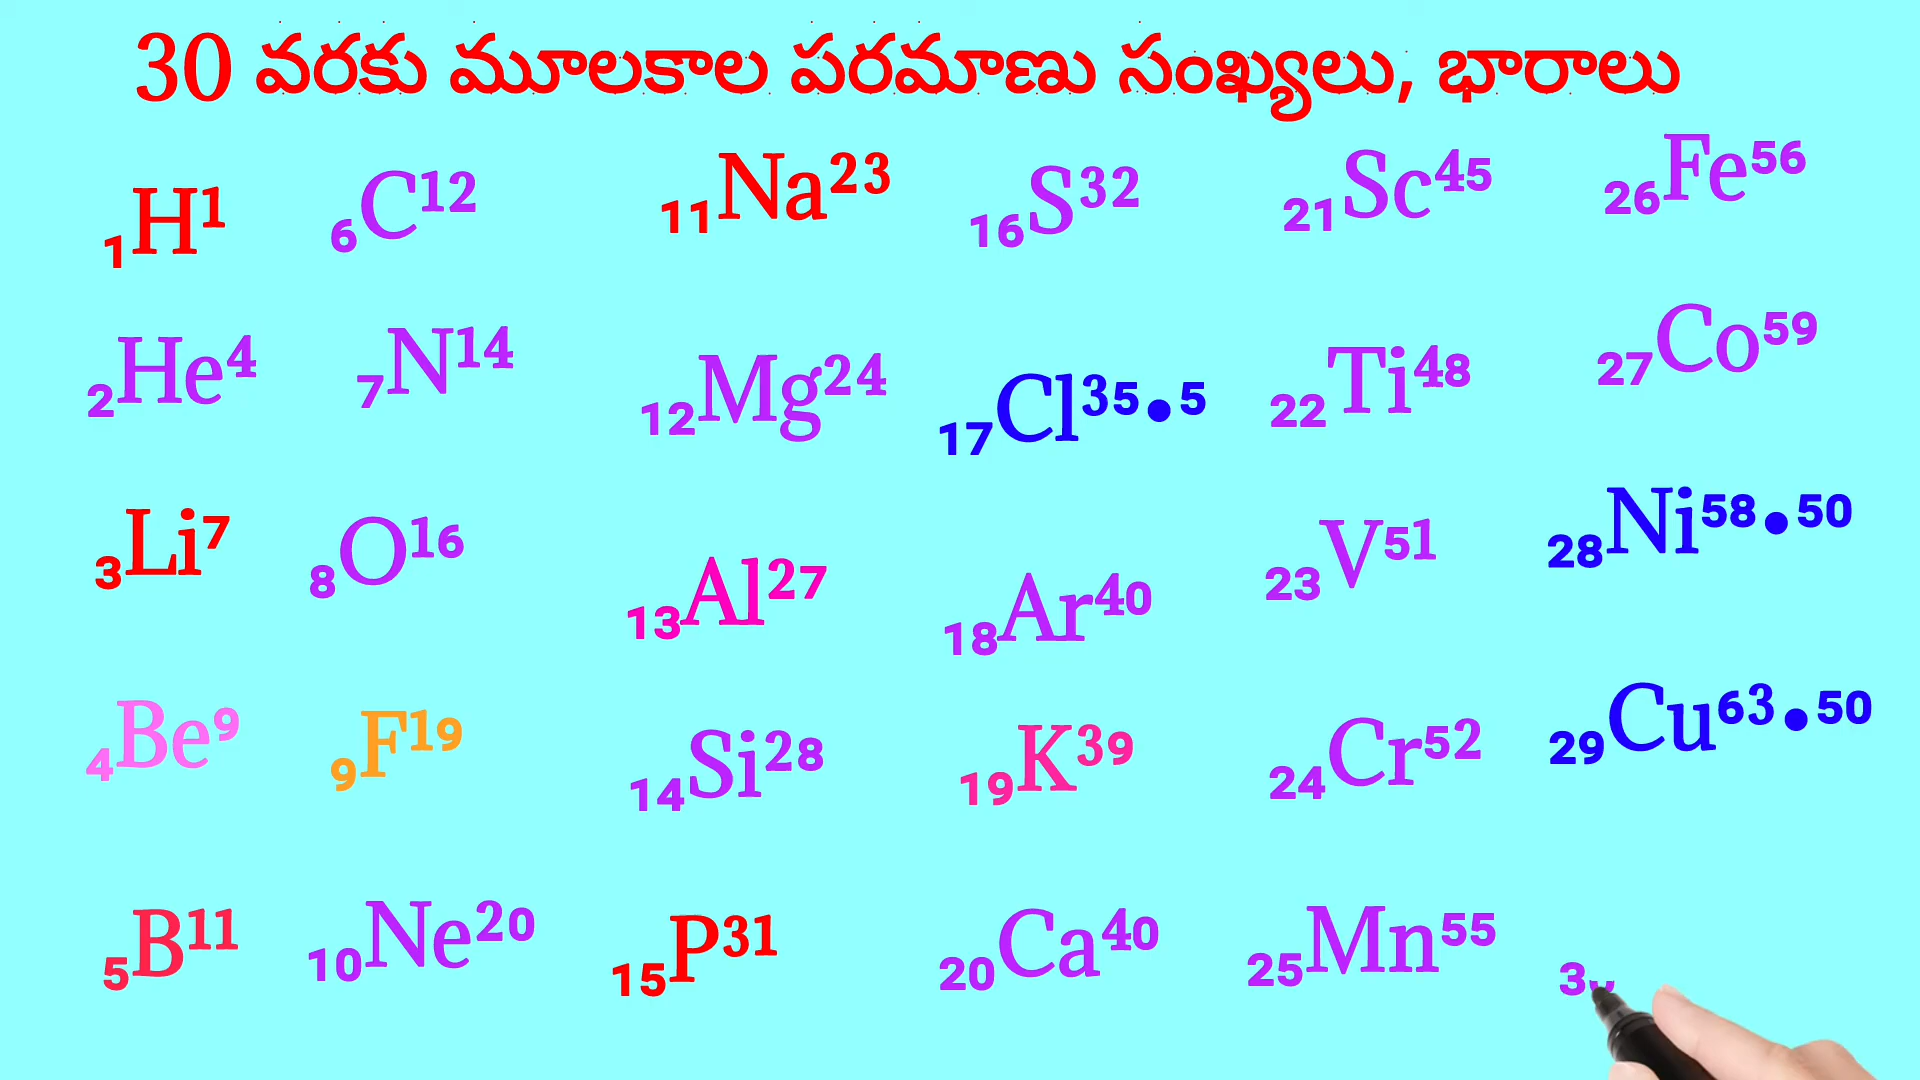 30 వరకు మూలకాల పరమాణు సంఖ్యలు, భారాలు
₁H¹ ₆C¹² ₁₁Na²³ ₁₆S³² ₂₁Sc⁴⁵ ₂₆Fe⁵⁶
₂He⁴ ₇N¹⁴ ₁₂Mg²⁴ ₁₇Cl³⁵•⁵ ₂₂Ti⁴⁸ ₂₇Co⁵⁹
₃Li⁷ ₈O¹⁶ ₁₃Al²⁷ ₁₈Ar⁴⁰ ₂₃V⁵¹ ₂₈Ni⁵⁸•⁵⁰
₄Be⁹ ₉F¹⁹ ₁₄Si²⁸ ₁₉K³⁹ ₂₄Cr⁵² ₂₉Cu⁶³•⁵⁰
₅B¹¹ ₁₀Ne²⁰ ₁₅P³¹ ₂₀Ca⁴⁰ ₂₅Mn⁵⁵